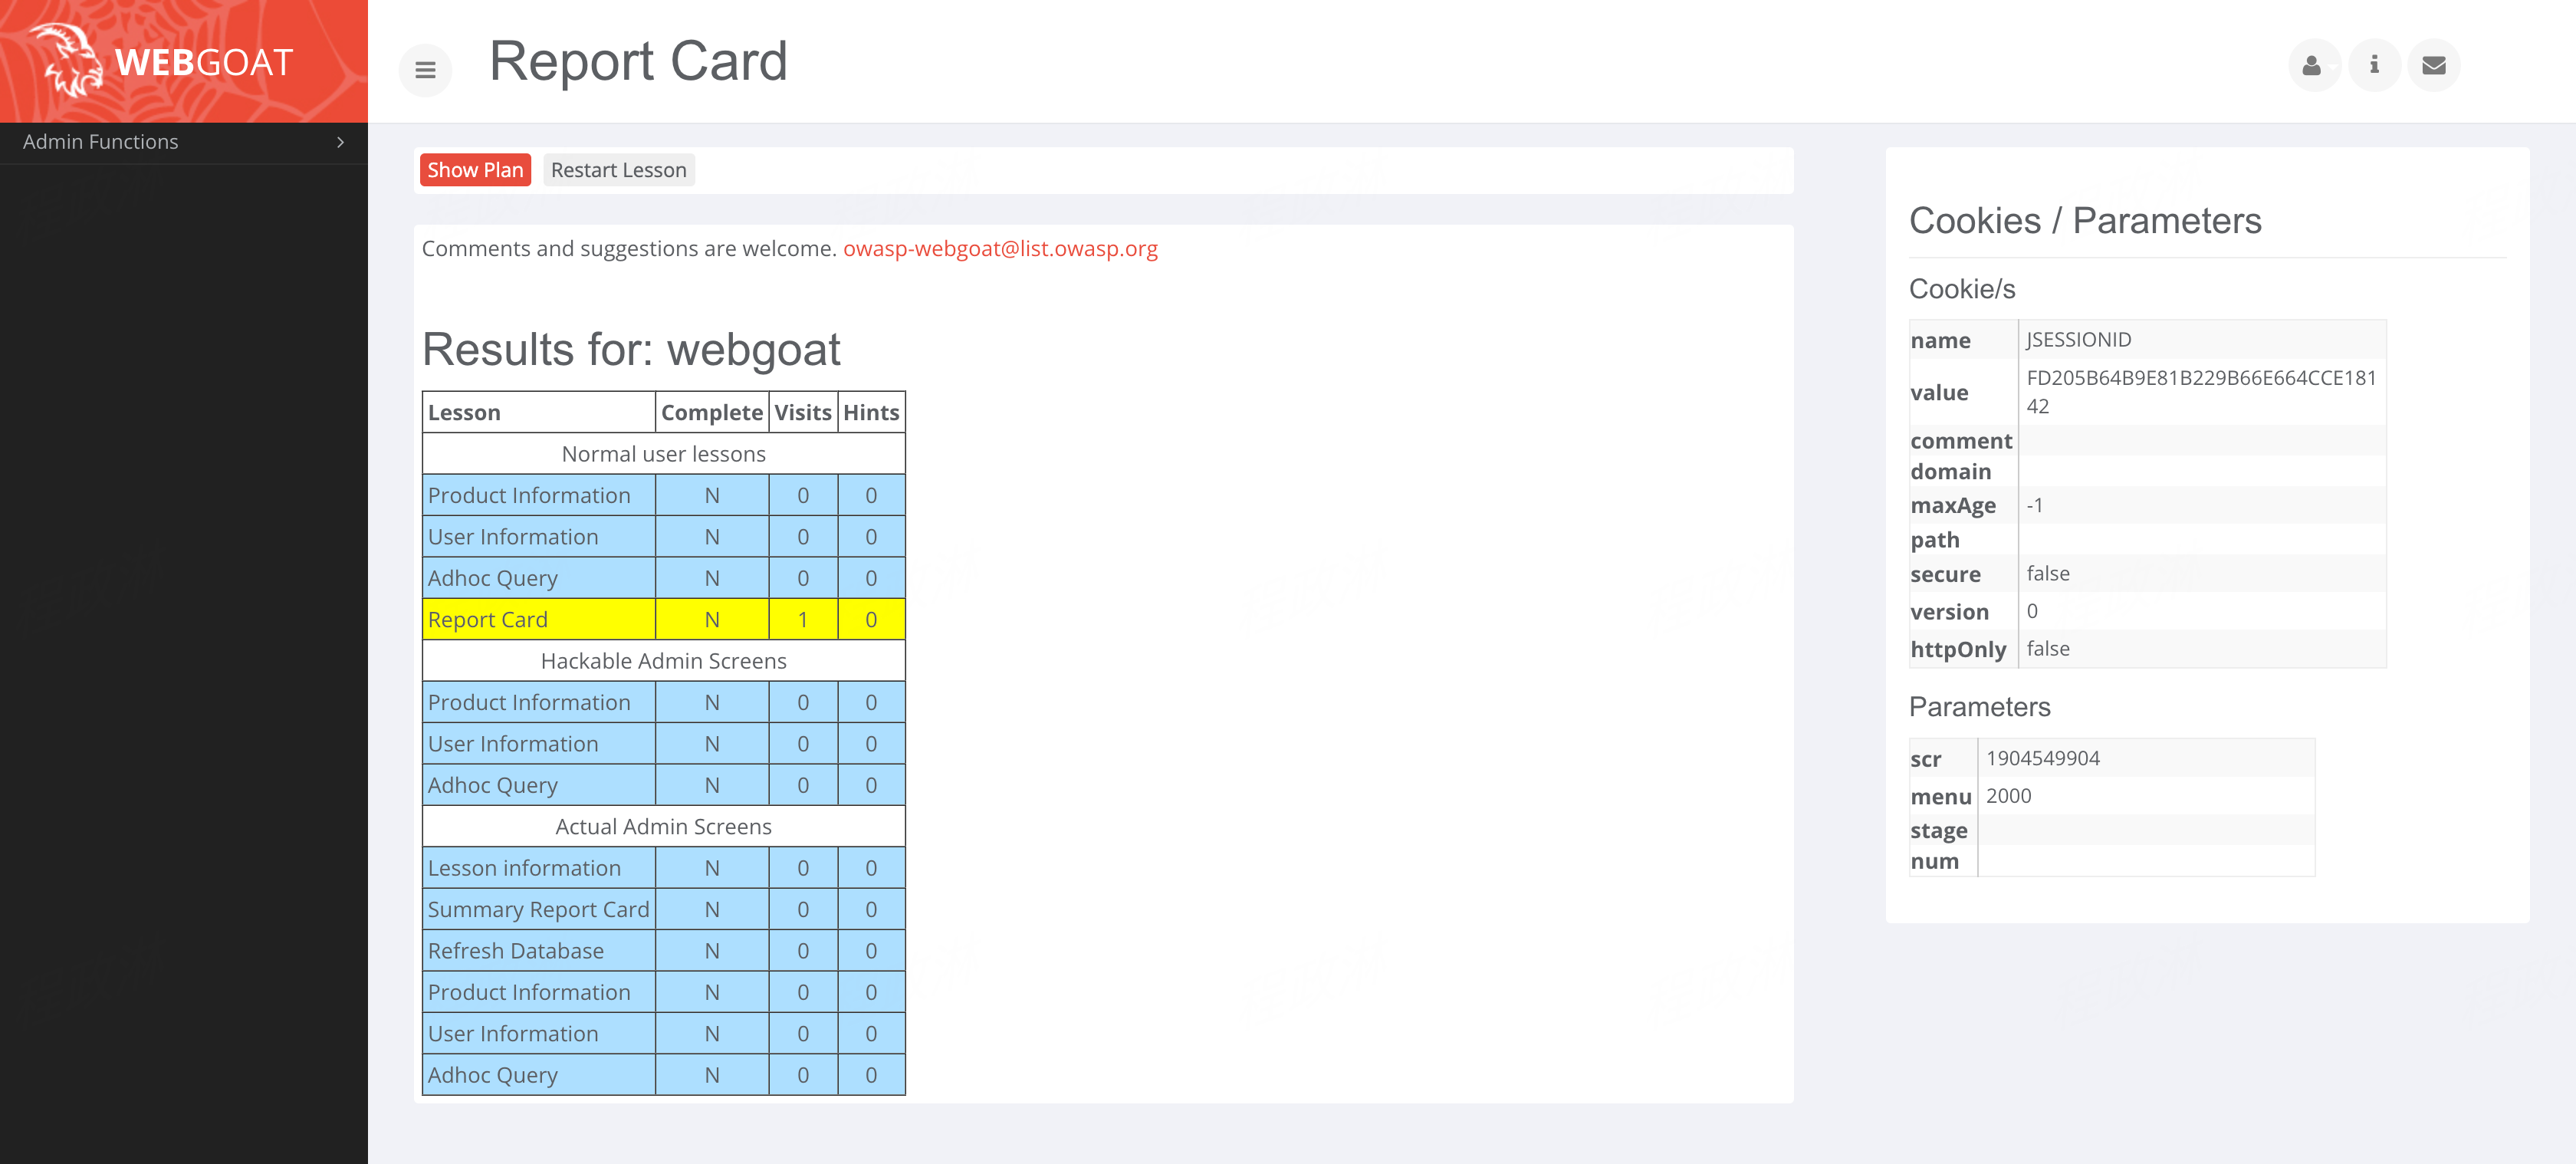 WEBGOAT
Report Card
Admin Functions
Show Plan Restart Lesson
Comments and suggestions are welcome. owasp-webgoat@list.owasp.org
Results for: webgoat
Lesson Complete Visits Hints
Normal user lessons
Product Information N 0 0
User Information N 0 0
Adhoc Query N 0 0
Report Card N 1 0
Hackable Admin Screens
Product Information N 0 0
User Information N 0 0
Adhoc Query N 0 0
Actual Admin Screens
Lesson information N 0 0
Summary Report Card N 0 0
Refresh Database N 0 0
Product Information N 0 0
User Information N 0 0
Adhoc Query N 0 0
Cookies / Parameters
Cookie/s
name JSESSIONID
value FD205B64B9E81B229B66E664CCE181
42
comment
domain
maxAge -1
path
secure false
version 0
httpOnly false
Parameters
scr 1904549904
menu 2000
stage
num